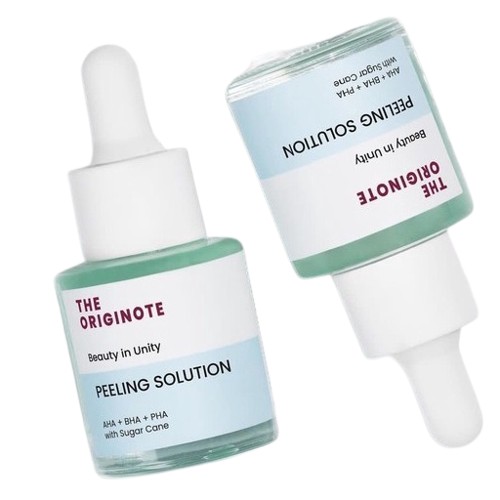 THE
ORIGINOTE
Beauty in Unity
PEELING SOLUTION
AHA + BHA + PHA
with Sugar Cane
THE
ORIGINOTE
Beauty in Unity
PEELING SOLUTION
AHA + BHA + PHA
with Sugar Cane